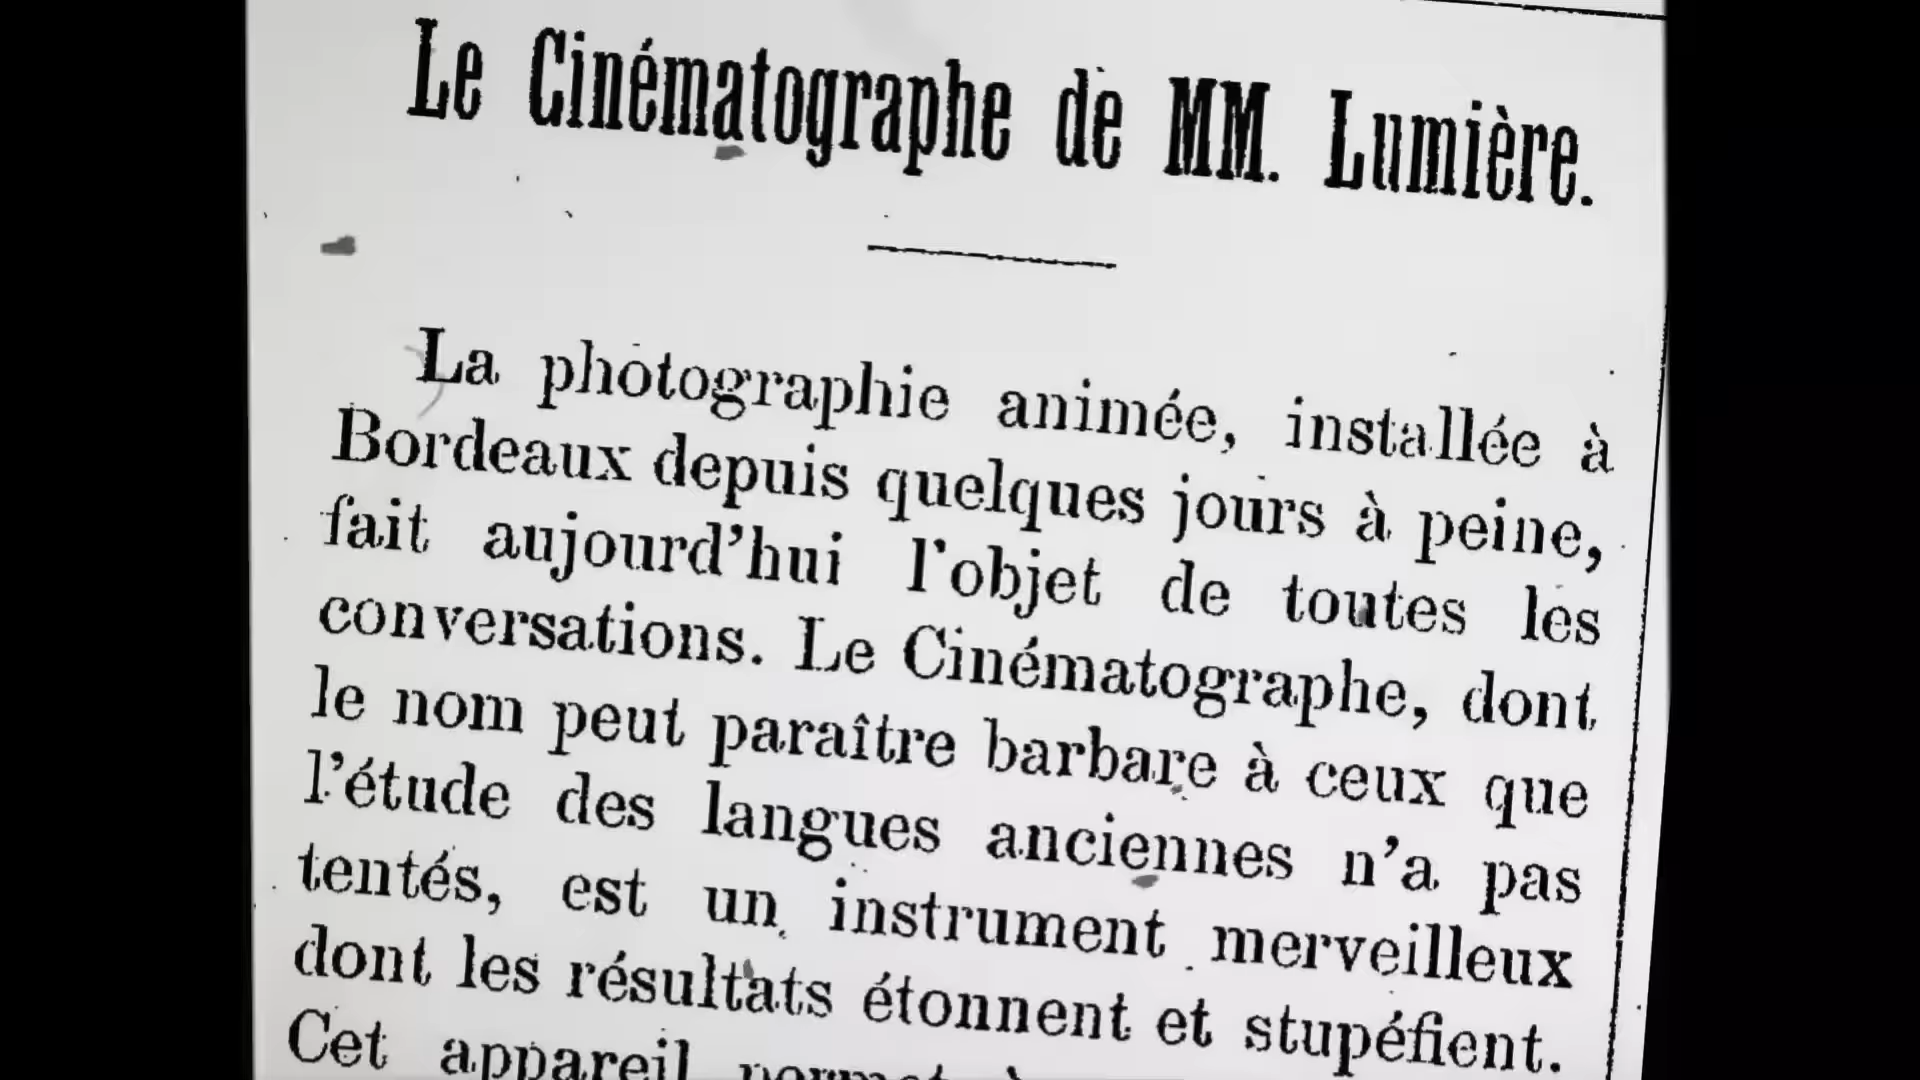 Le Cinématographe de MM. Lumière.
La photographie animée, installée à
Bordeaux depuis quelques jours à peine,
fait aujourd'hui l'objet de toutes les
conversations. Le Cinématographe, dont
le nom peut paraître barbare à ceux que
l'étude des langues anciennes n'a pas
tentés, est un instrument merveilleux
dont les résultats étonnent et stupéfient.
Cet appareil